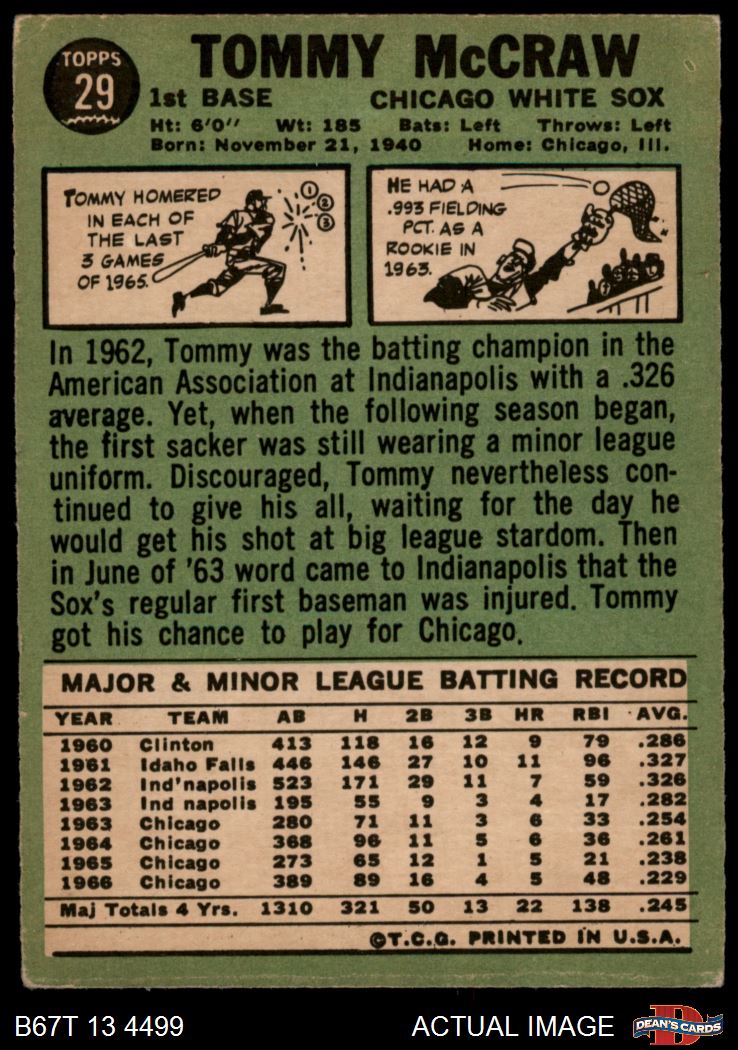 TOPPS
29
TOMMY McCRAW
1st BASE CHICAGO WHITE SOX
Ht: 6'0'' Wt: 185 Bats: Left Throws: Left
Born: November 21, 1940 Home: Chicago, Ill.
TOMMY HOMERED
IN EACH OF
THE LAST
3 GAMES
OF 1965.
1
2
3
HE HAD A
.993 FIELDING
PCT. AS A
ROOKIE IN
1963.
In 1962, Tommy was the batting champion in the
American Association at Indianapolis with a .326
average. Yet, when the following season began,
the first sacker was still wearing a minor league
uniform. Discouraged, Tommy nevertheless con-
tinued to give his all, waiting for the day he
would get his shot at big league stardom. Then
in June of '63 word came to Indianapolis that the
Sox's regular first baseman was injured. Tommy
got his chance to play for Chicago.
MAJOR & MINOR LEAGUE BATTING RECORD
YEAR TEAM AB H 2B 3B HR RBI AVG.
1960 Clinton 413 118 16 12 9 79 .286
1961 Idaho Falls 446 146 27 10 11 96 .327
1962 Ind'napolis 523 171 29 11 7 59 .326
1963 Ind napolis 195 55 9 3 4 17 .282
1963 Chicago 280 71 11 3 6 33 .254
1964 Chicago 368 96 11 5 6 36 .261
1965 Chicago 273 65 12 1 5 21 .238
1966 Chicago 389 89 16 4 5 48 .229
Maj Totals 4 Yrs. 1310 321 50 13 22 138 .245
©T.C.G. PRINTED IN U.S.A.
B67T 13 4499 ACTUAL IMAGE
D
DEAN'S CARDS